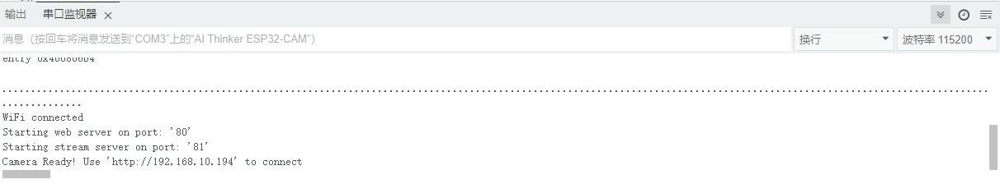 输出 串口监视器 ×
消息（按回车将消息发送到“COM3”上的“AI Thinker ESP32-CAM”） 换行 波特率 115200
entry 0x400806b4
..........................................................................................................................................................................
..............
WiFi connected
Starting web server on port: '80'
Starting stream server on port: '81'
Camera Ready! Use 'http://192.168.10.194' to connect